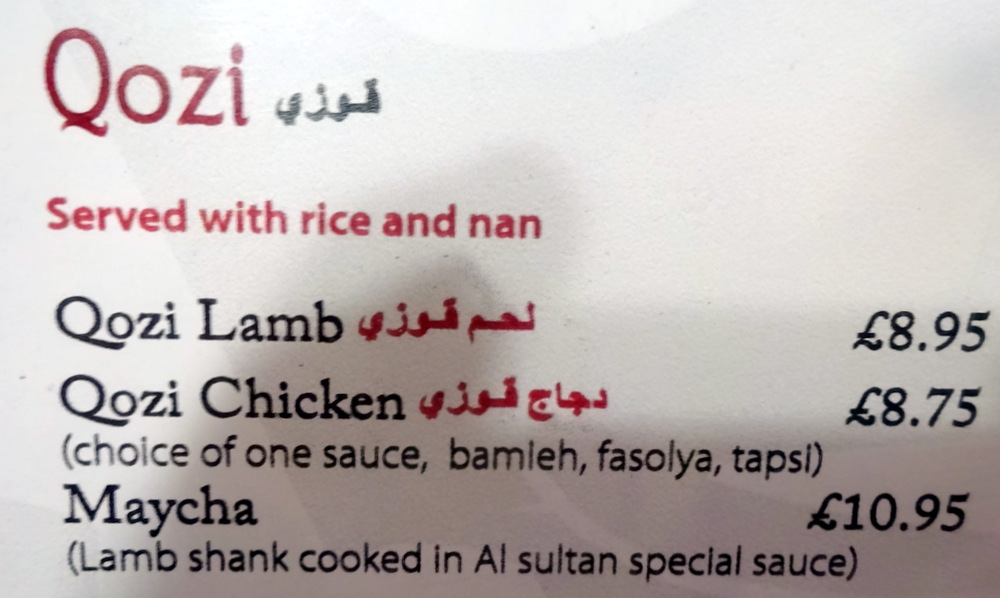 Qozi قوزي
Served with rice and nan
Qozi Lamb لحم قوزي £8.95
Qozi Chicken دجاج قوزي £8.75
(choice of one sauce, bamieh, fasolya, tapsi)
Maycha £10.95
(Lamb shank cooked in Al sultan special sauce)